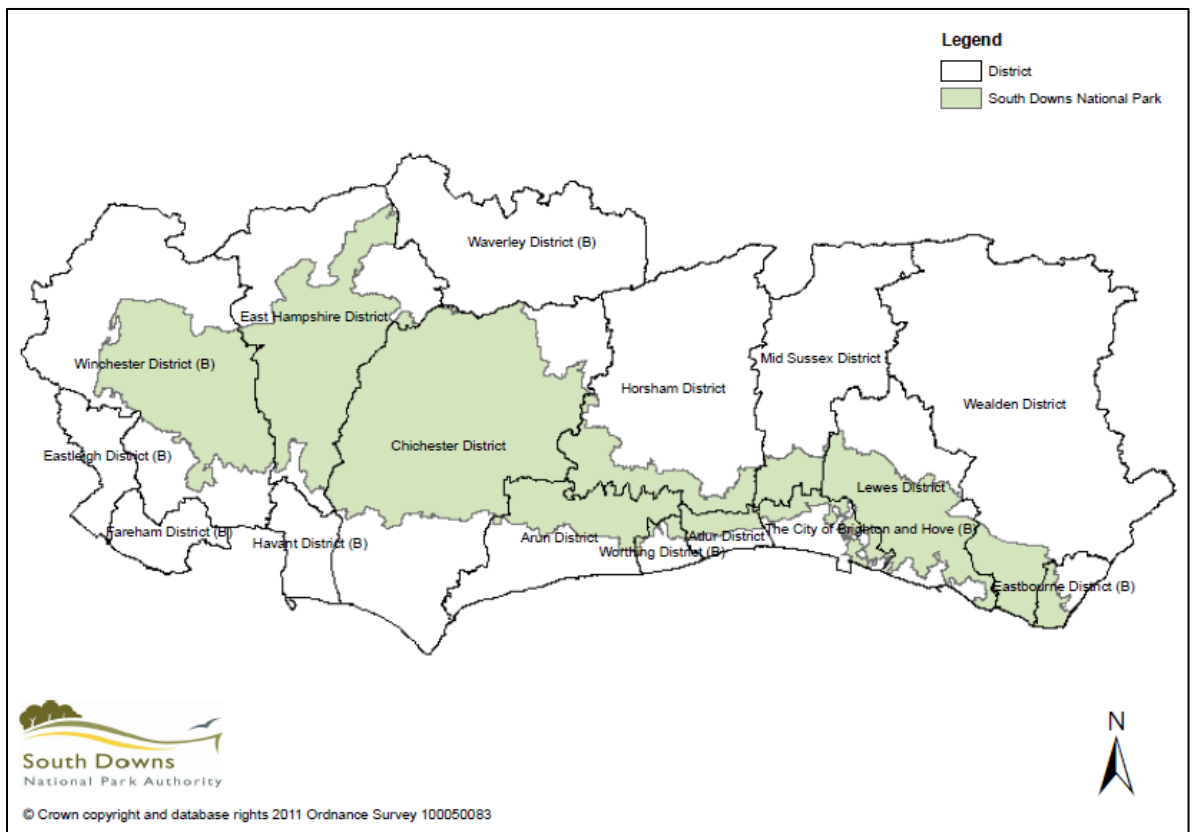 Legend
District
South Downs National Park
Waverley District (B)
East Hampshire District
Winchester District (B)
Mid Sussex District
Horsham District
Wealden District
Chichester District
Eastleigh District (B)
Lewes District
Fareham District (B)
Havant District (B)
Arun District
Worthing District (B)
Adur District
The City of Brighton and Hove (B)
Eastbourne District (B)
N
South Downs
National Park Authority
© Crown copyright and database rights 2011 Ordnance Survey 100050083